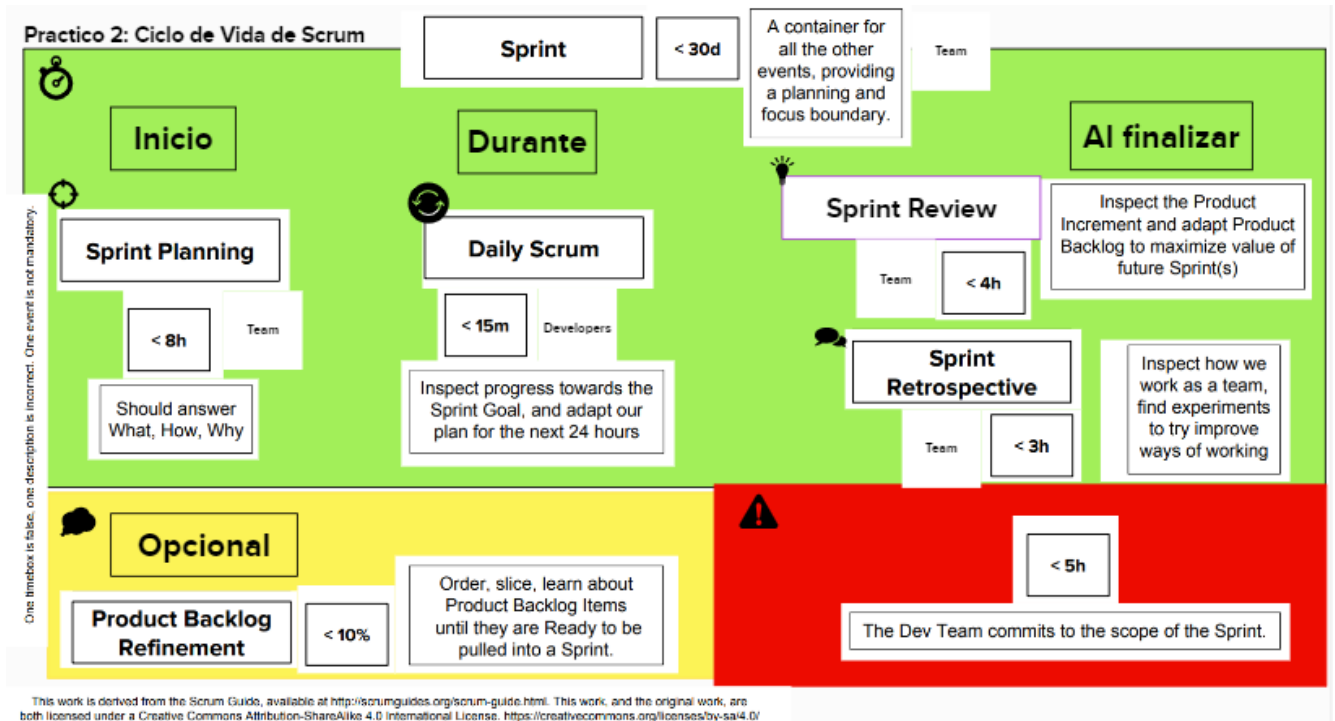 Practico 2: Ciclo de Vida de Scrum
Sprint
< 30d
A container for
all the other
events, providing
a planning and
focus boundary.
Team
Inicio
Durante
Al finalizar
One timebox is false, one description is incorrect. One event is not mandatory.
Sprint Planning
< 8h
Team
Should answer
What, How, Why
Daily Scrum
< 15m
Developers
Inspect progress towards the
Sprint Goal, and adapt our
plan for the next 24 hours
Sprint Review
Team
< 4h
Inspect the Product
Increment and adapt Product
Backlog to maximize value of
future Sprint(s)
Sprint
Retrospective
Team
< 3h
Inspect how we
work as a team,
find experiments
to try improve
ways of working
Opcional
Product Backlog
Refinement
< 10%
Order, slice, learn about
Product Backlog Items
until they are Ready to be
pulled into a Sprint.
< 5h
The Dev Team commits to the scope of the Sprint.
This work is derived from the Scrum Guide, available at http://scrumguides.org/scrum-guide.html. This work, and the original work, are
both licensed under a Creative Commons Attribution-ShareAlike 4.0 International License. https://creativecommons.org/licenses/by-sa/4.0/